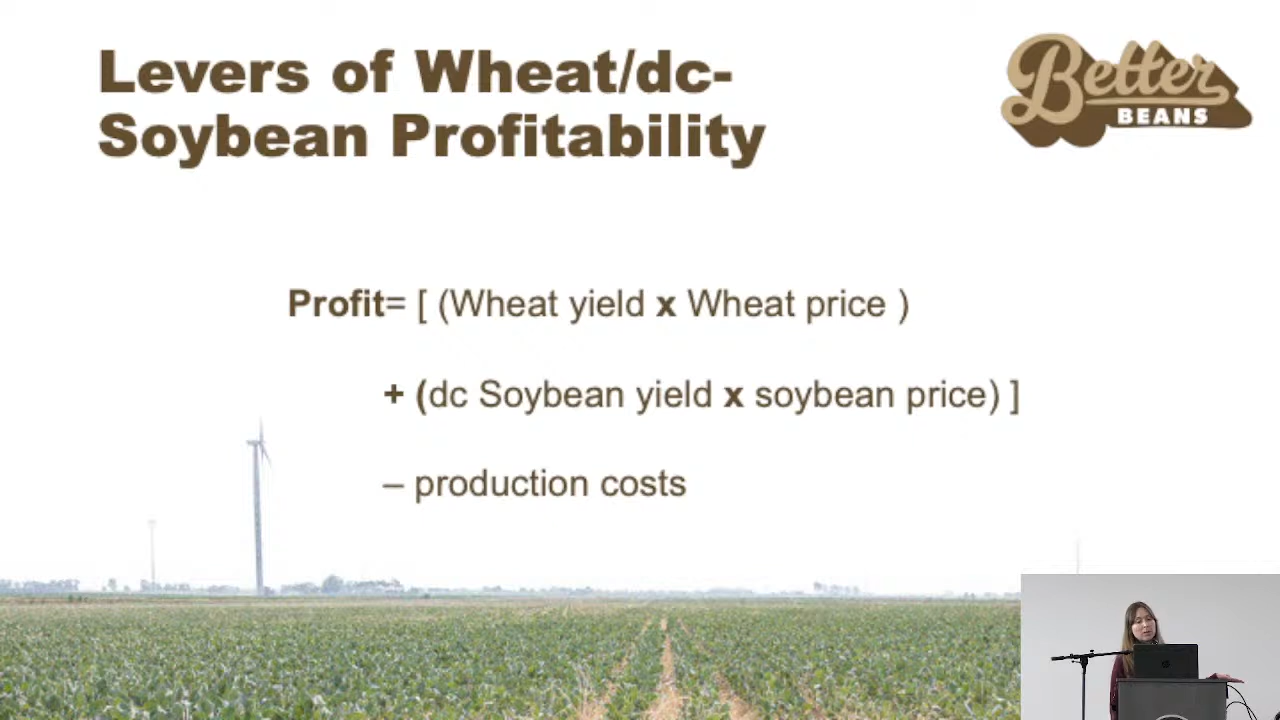 Levers of Wheat/dc-
Soybean Profitability
Better
BEANS
Profit= [ (Wheat yield x Wheat price )
+ (dc Soybean yield x soybean price) ]
– production costs